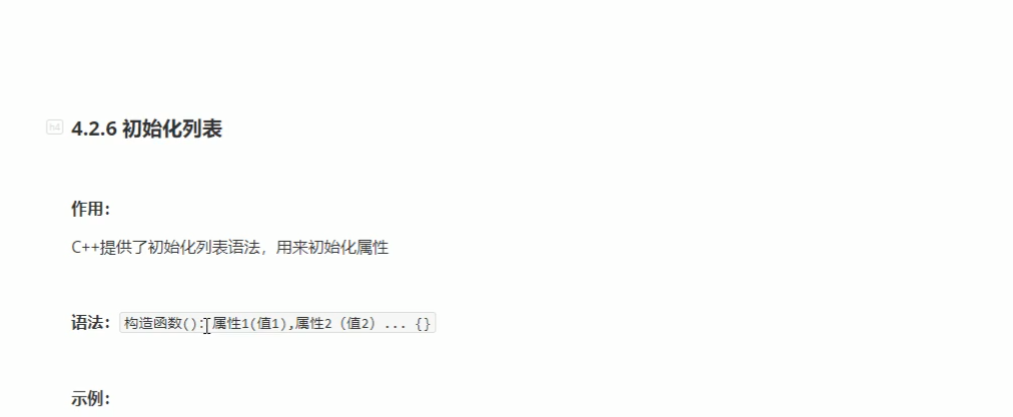 h4
4.2.6 初始化列表
作用：
C++提供了初始化列表语法，用来初始化属性
语法： 构造函数()：属性1(值1),属性2（值2）... {}
示例：